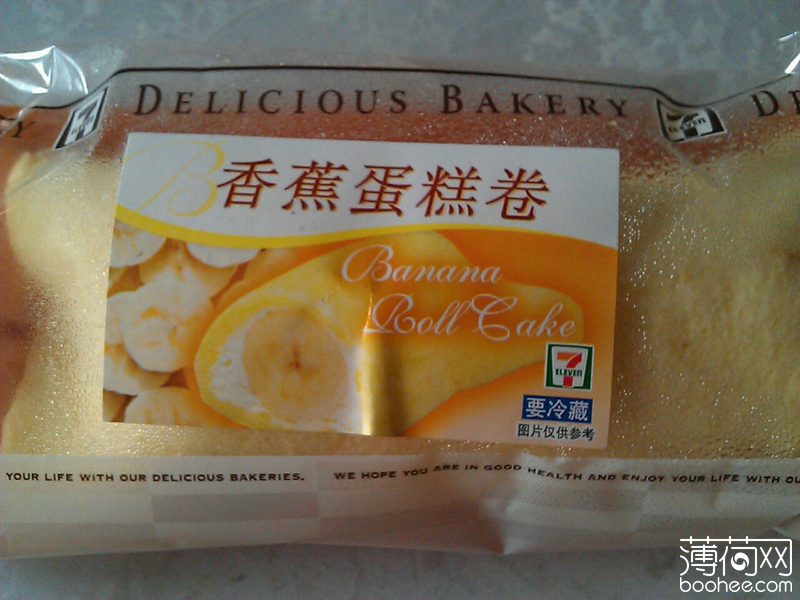 DELICIOUS BAKERY
ELEVEN
香蕉蛋糕卷
Banana
Roll Cake
7
ELEVEN
要冷藏
图片仅供参考
YOUR LIFE WITH OUR DELICIOUS BAKERIES. WE HOPE YOU ARE IN GOOD HEALTH AND ENJOY YOUR LIFE WITH OU
薄荷网
boohee.com